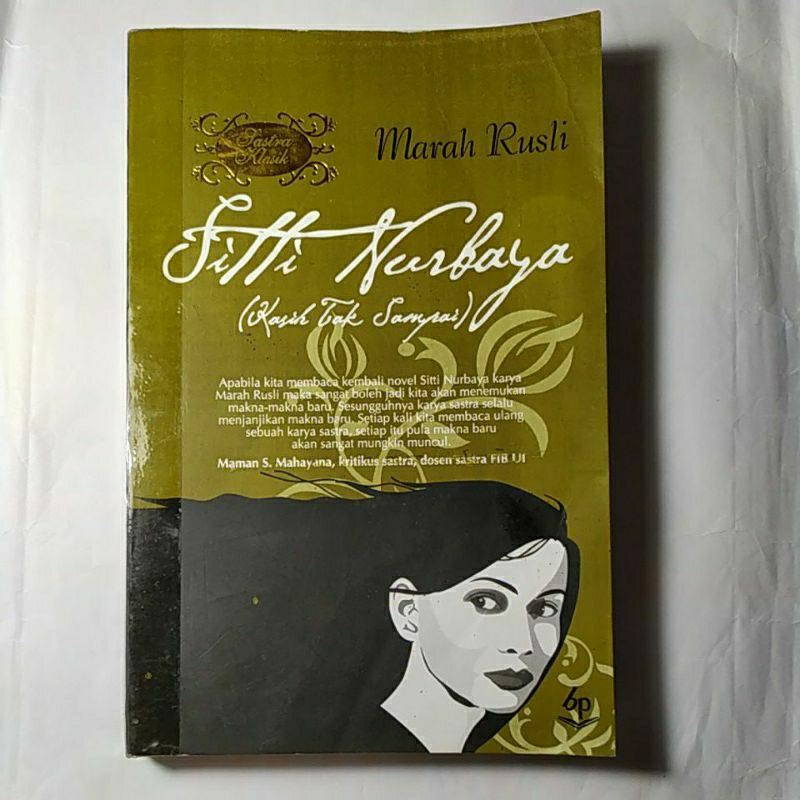 Sastra
Klasik
Marah Rusli
Sitti Nurbaya
(Kasih Tak Sampai)
Apabila kita membaca kembali novel Sitti Nurbaya karya
Marah Rusli maka sangat boleh jadi kita akan menemukan
makna-makna baru. Sesungguhnya karya sastra selalu
menjanjikan makna baru. Setiap kali kita membaca ulang
sebuah karya sastra, setiap itu pula makna baru
akan sangat mungkin muncul.
Maman S. Mahayana, kritikus sastra, dosen sastra FIB UI
bp